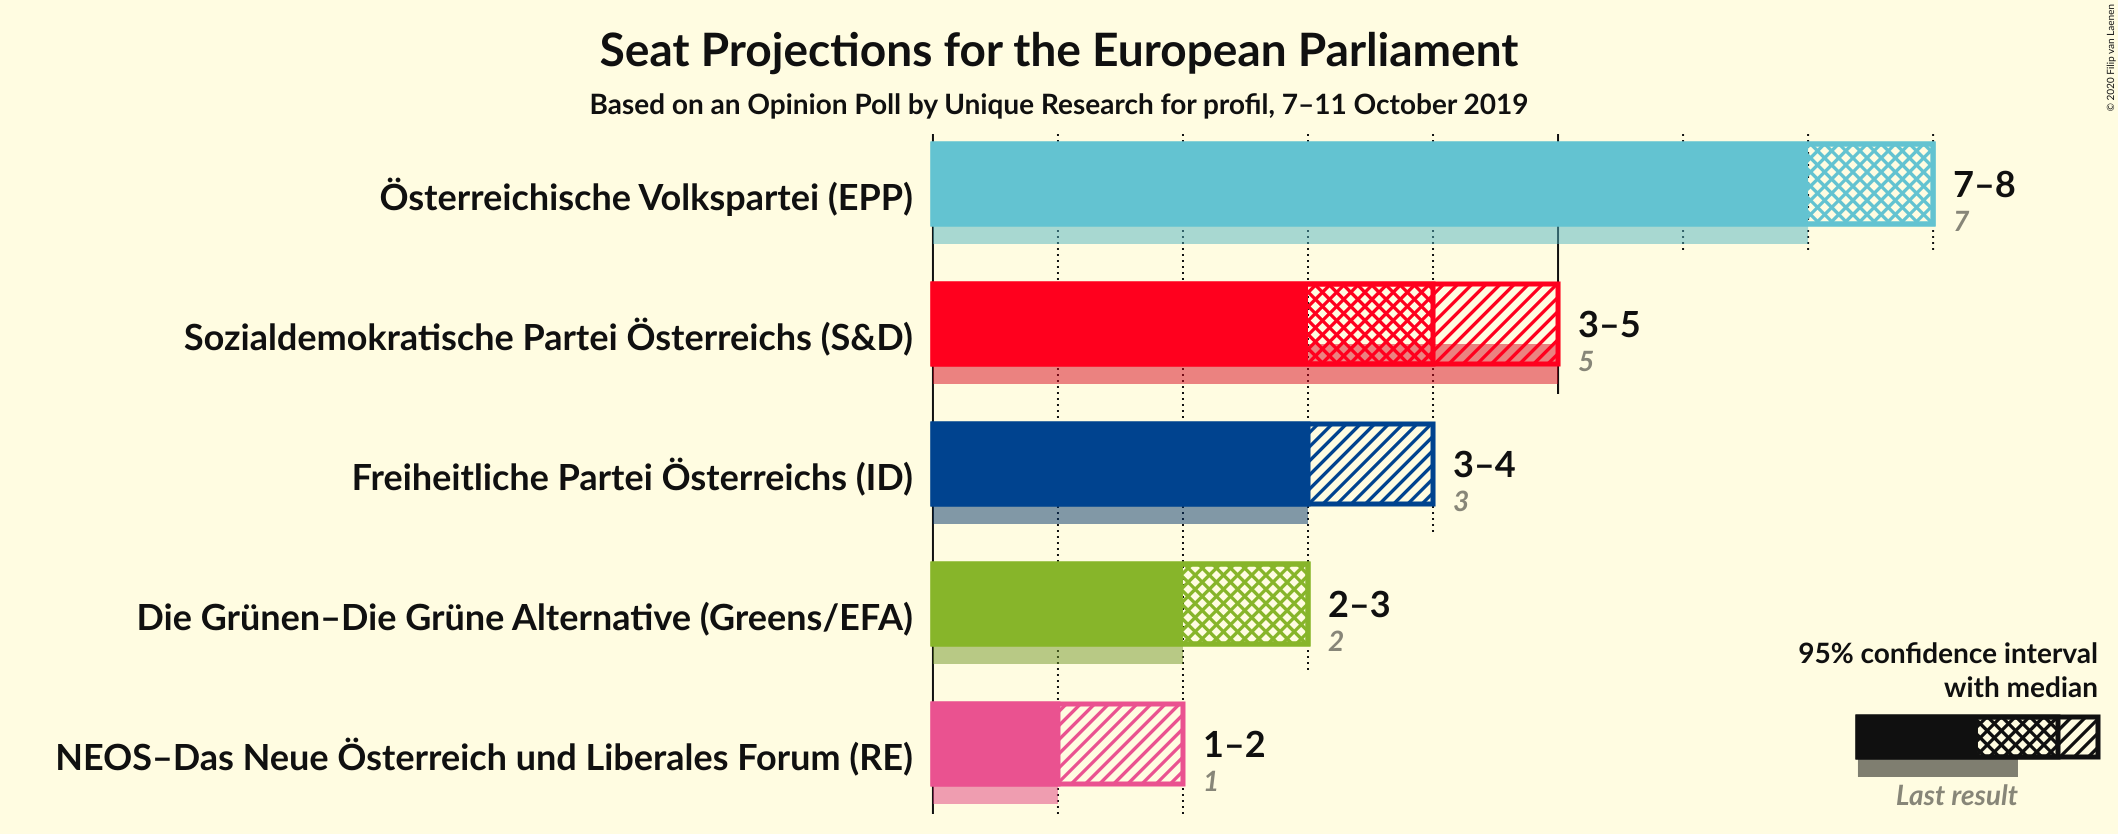 Seat Projections for the European Parliament
Based on an Opinion Poll by Unique Research for profil, 7–11 October 2019
© 2020 Filip van Laenen
Österreichische Volkspartei (EPP)
7–8
7
Sozialdemokratische Partei Österreichs (S&D)
3–5
5
Freiheitliche Partei Österreichs (ID)
3–4
3
Die Grünen–Die Grüne Alternative (Greens/EFA)
2–3
2
NEOS–Das Neue Österreich und Liberales Forum (RE)
1–2
1
95% confidence interval
with median
Last result